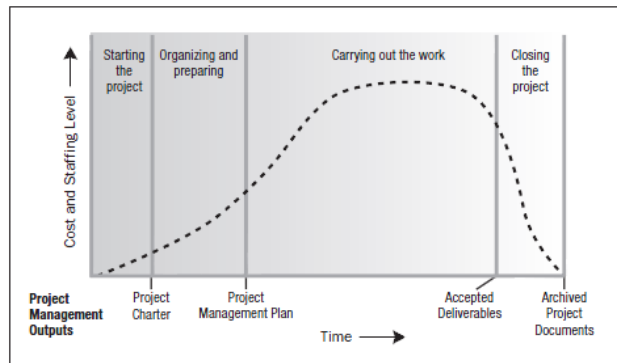 Starting
the
project
Organizing and
preparing
Carrying out the work
Closing
the
project
Cost and Staffing Level
Project
Management
Outputs
Project
Charter
Project
Management Plan
Accepted
Deliverables
Archived
Project
Documents
Time